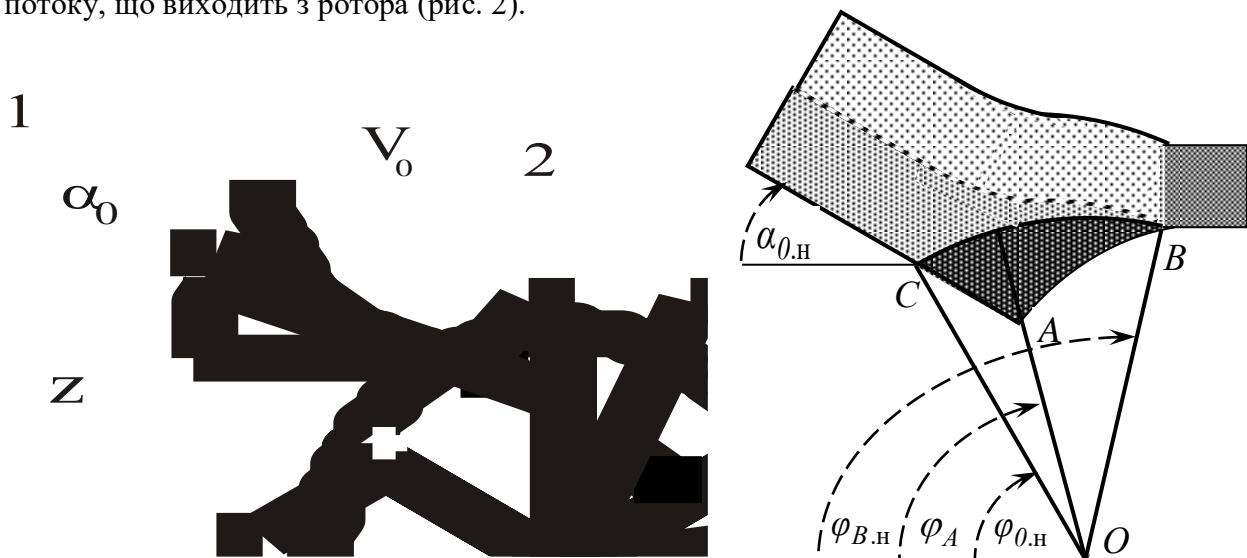 потоку, що виходить з ротора (рис. 2).
1
V₀
2
α₀
z
α₀.н
C
B
A
φB.н
φA
φ₀.н
O